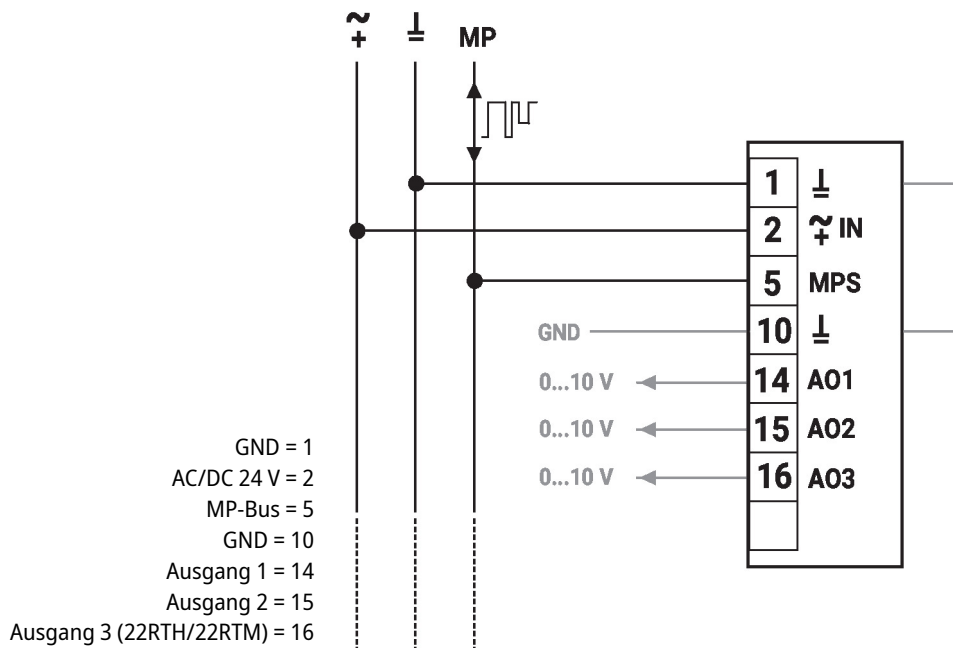 ~ + ⊥ = MP
1 ⊥ =
2 ~ + IN
5 MPS
GND 10 ⊥ =
0...10 V 14 AO1
0...10 V 15 AO2
0...10 V 16 AO3
GND = 1
AC/DC 24 V = 2
MP-Bus = 5
GND = 10
Ausgang 1 = 14
Ausgang 2 = 15
Ausgang 3 (22RTH/22RTM) = 16